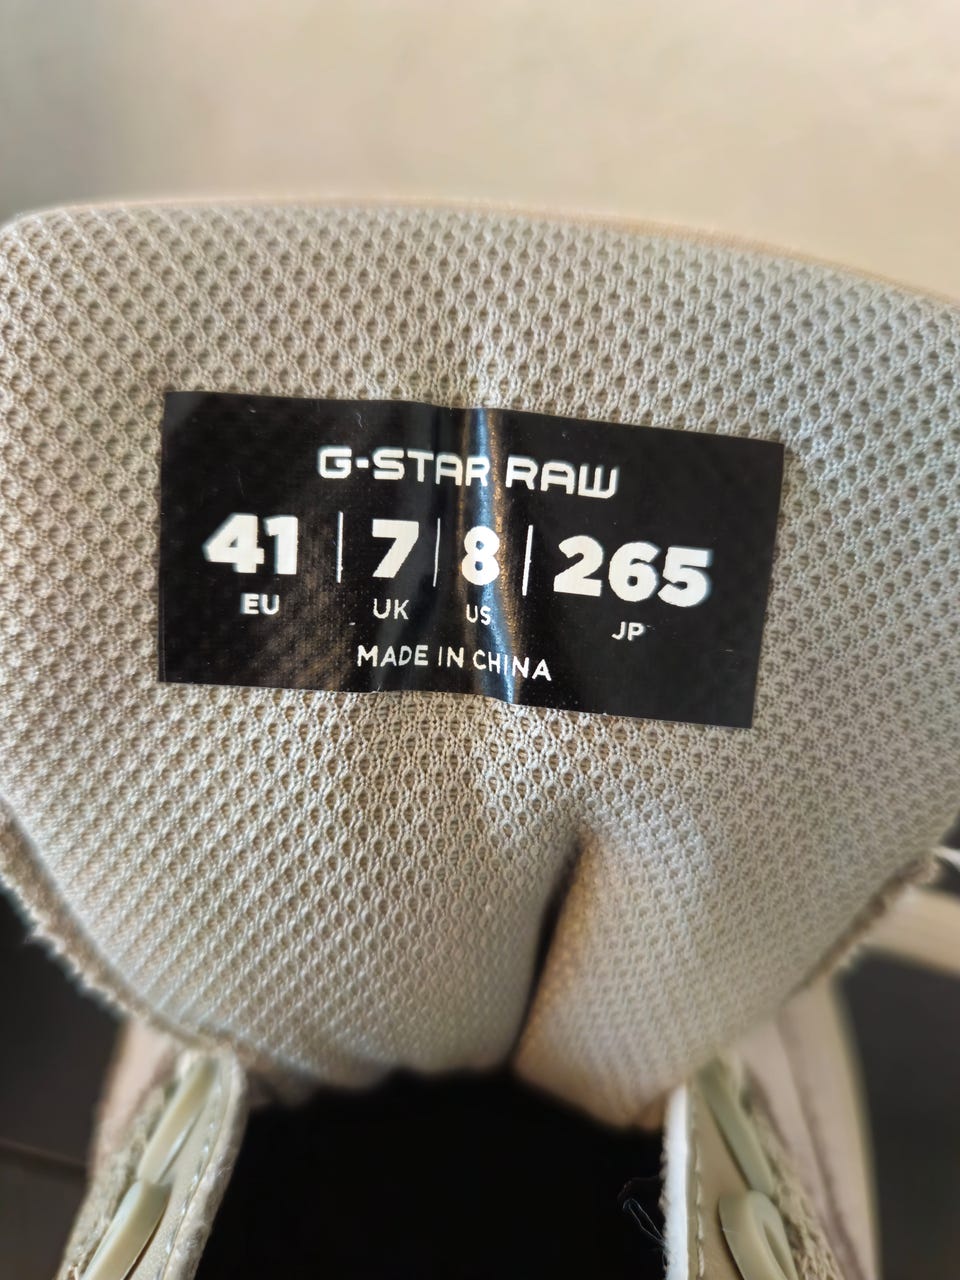 G-STAR RAW
41 | 7 | 8 | 265
EU UK US JP
MADE IN CHINA